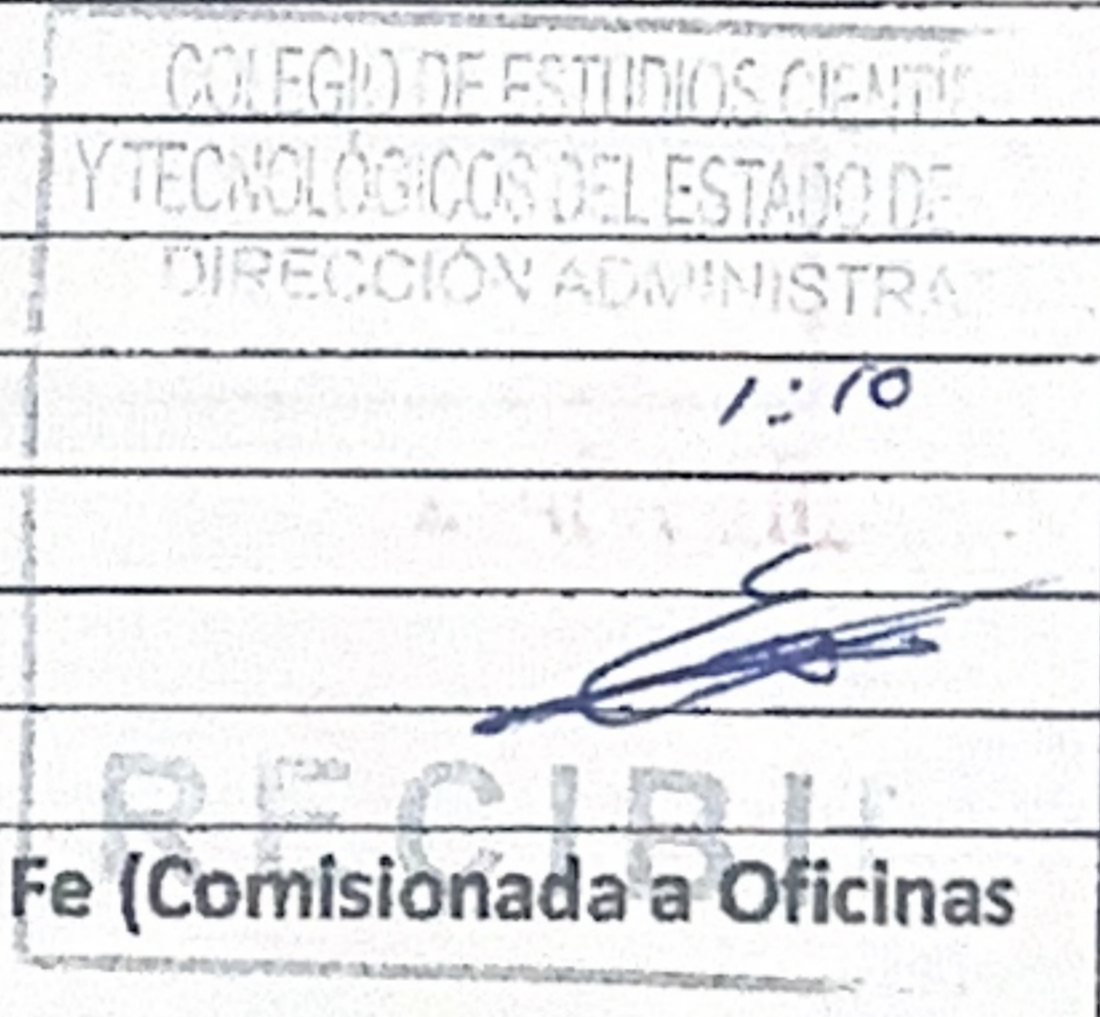 COLEGIO DE ESTUDIOS CIENTÍ
Y TECNOLÓGICOS DEL ESTADO DE
DIRECCIÓN ADMINISTRA
1:10
RECIBI
Fe (Comisionada a Oficinas